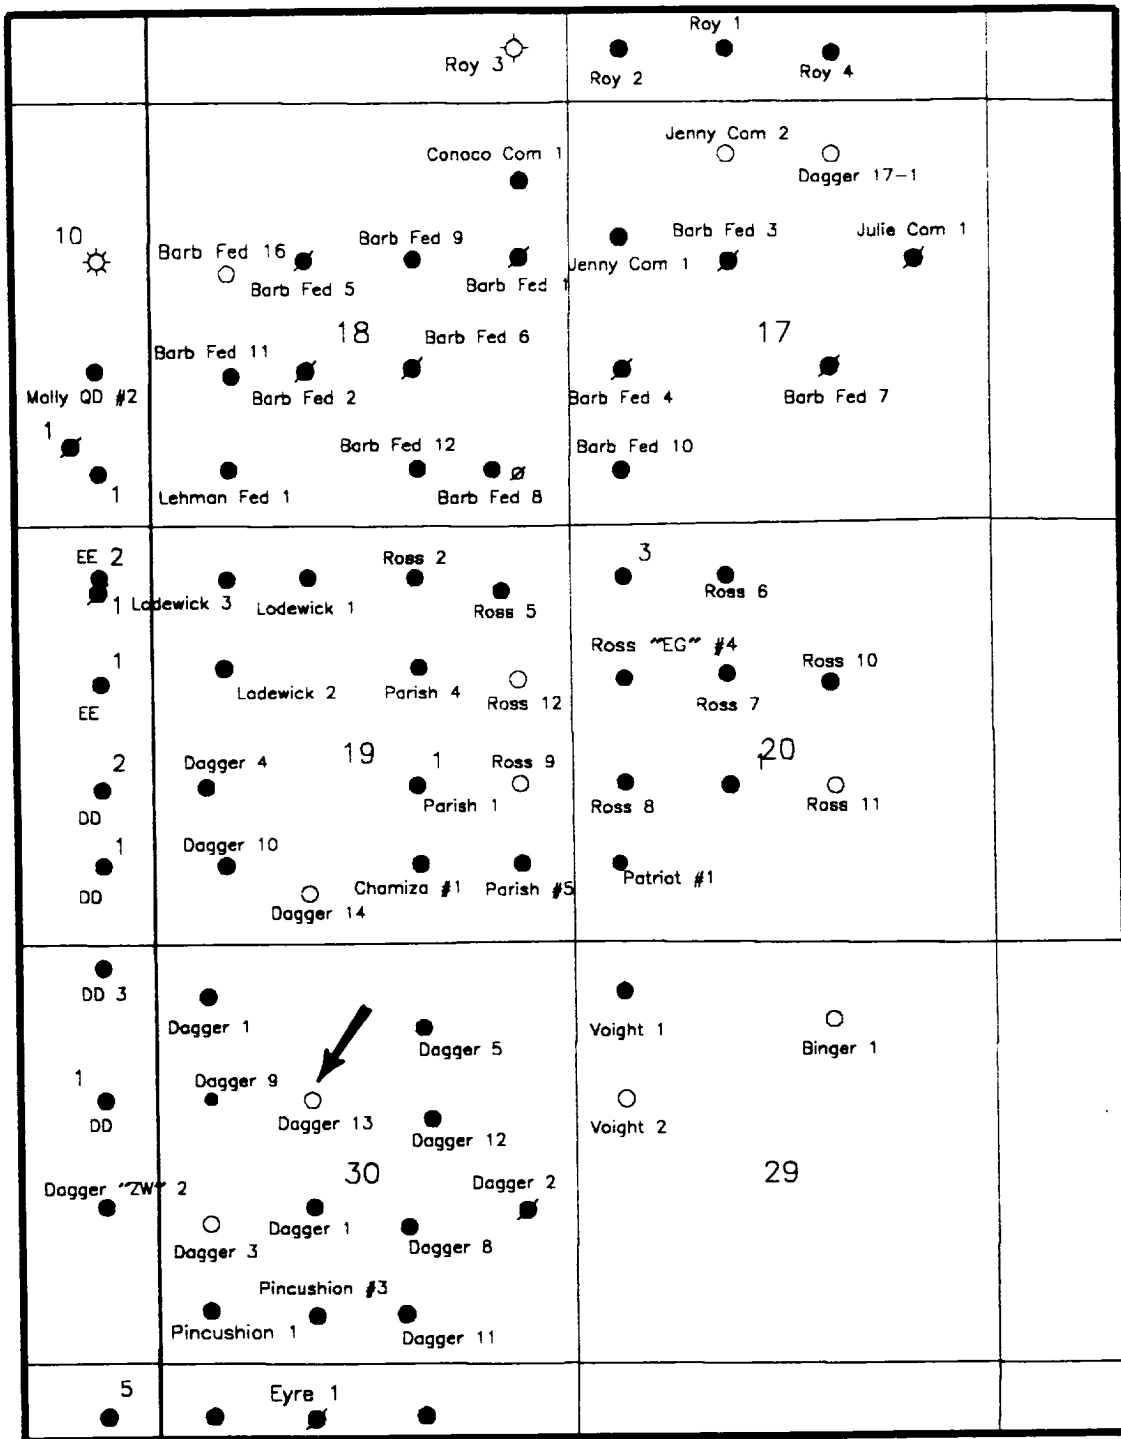 Roy 1
Roy 3
Roy 2
Roy 4
Jenny Com 2
Conoco Com 1
Dagger 17-1
10
Barb Fed 16
Barb Fed 9
Barb Fed 3
Julie Com 1
Jenny Com 1
Barb Fed 5
Barb Fed 1
18
17
Barb Fed 6
Barb Fed 11
Molly QD #2
Barb Fed 2
Barb Fed 4
Barb Fed 7
1
Barb Fed 12
Barb Fed 10
1
Lehman Fed 1
Barb Fed 8
EE 2
Ross 2
3
1
Lodewick 3
Lodewick 1
Ross 5
Ross 6
1
Ross "EG" #4
Ross 10
Lodewick 2
Parish 4
Ross 12
Ross 7
EE
19
20
2
Dagger 4
1
Ross 9
1
DD
Parish 1
Ross 8
Ross 11
1
Dagger 10
DD
Chamiza #1
Parish #5
Patriot #1
Dagger 14
DD 3
Dagger 1
Dagger 5
Voight 1
Binger 1
1
Dagger 9
DD
Dagger 13
Dagger 12
Voight 2
30
29
Dagger "ZW" 2
Dagger 2
Dagger 3
Dagger 1
Dagger 8
Pincushion #3
Pincushion 1
Dagger 11
5
Eyre 1